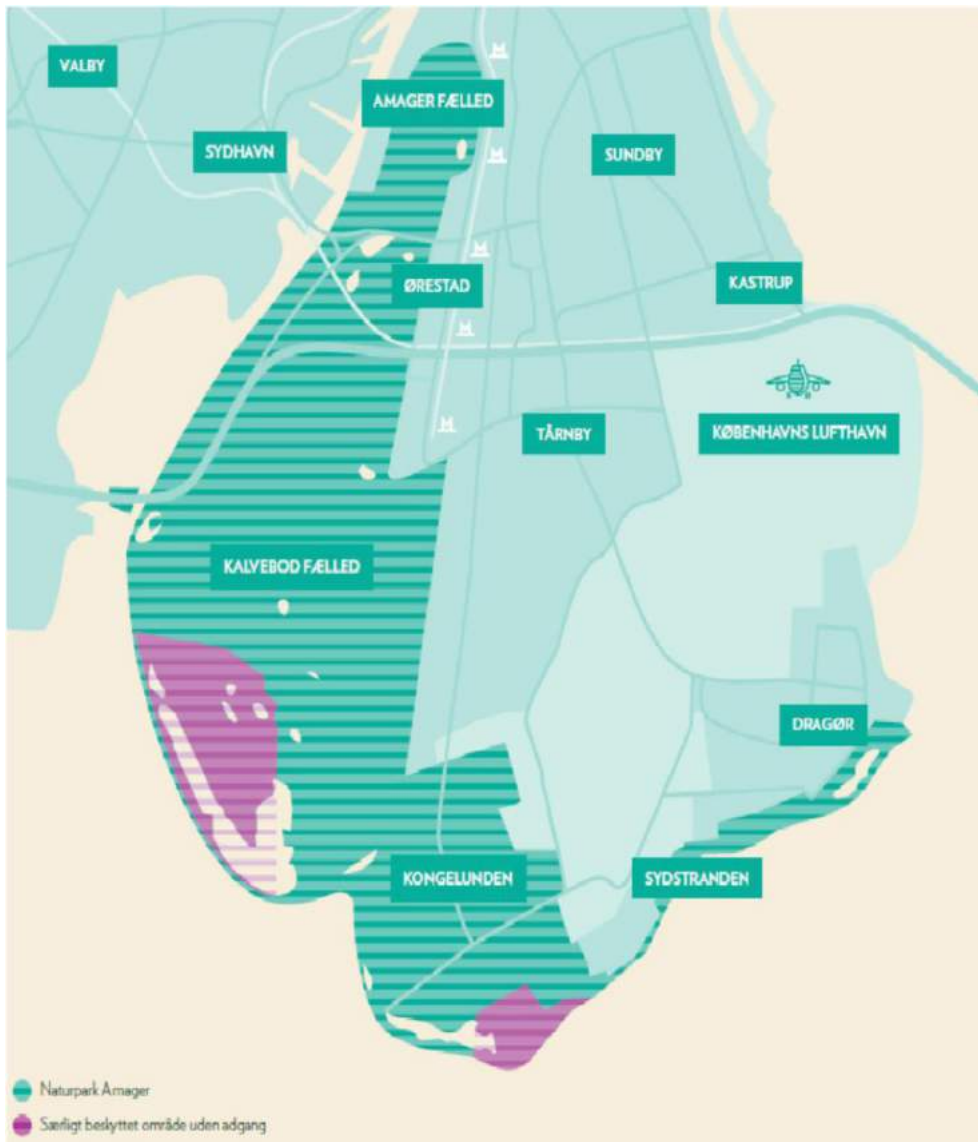 VALBY
AMAGER FÆLLED
SYDHAVN
SUNDBY
M
M
M
ØRESTAD
KASTRUP
M
KØBENHAVNS LUFTHAVN
TÅRNBY
M
KALVEBOD FÆLLED
DRAGØR
KONGELUNDEN
SYDSTRANDEN
Naturpark Amager
Særligt beskyttet område uden adgang